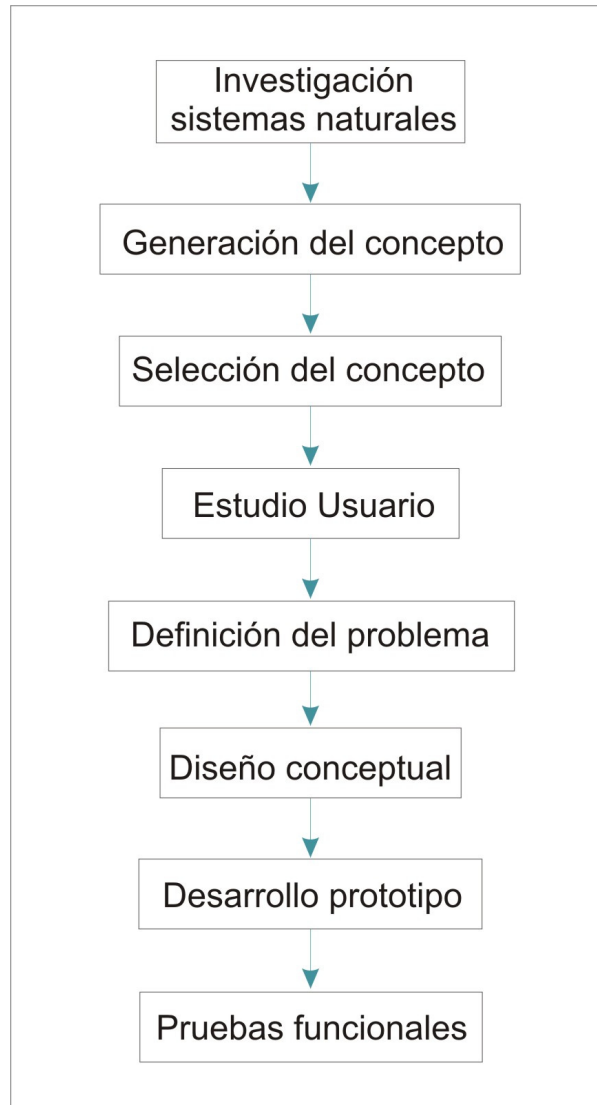 Investigación
sistemas naturales
Generación del concepto
Selección del concepto
Estudio Usuario
Definición del problema
Diseño conceptual
Desarrollo prototipo
Pruebas funcionales